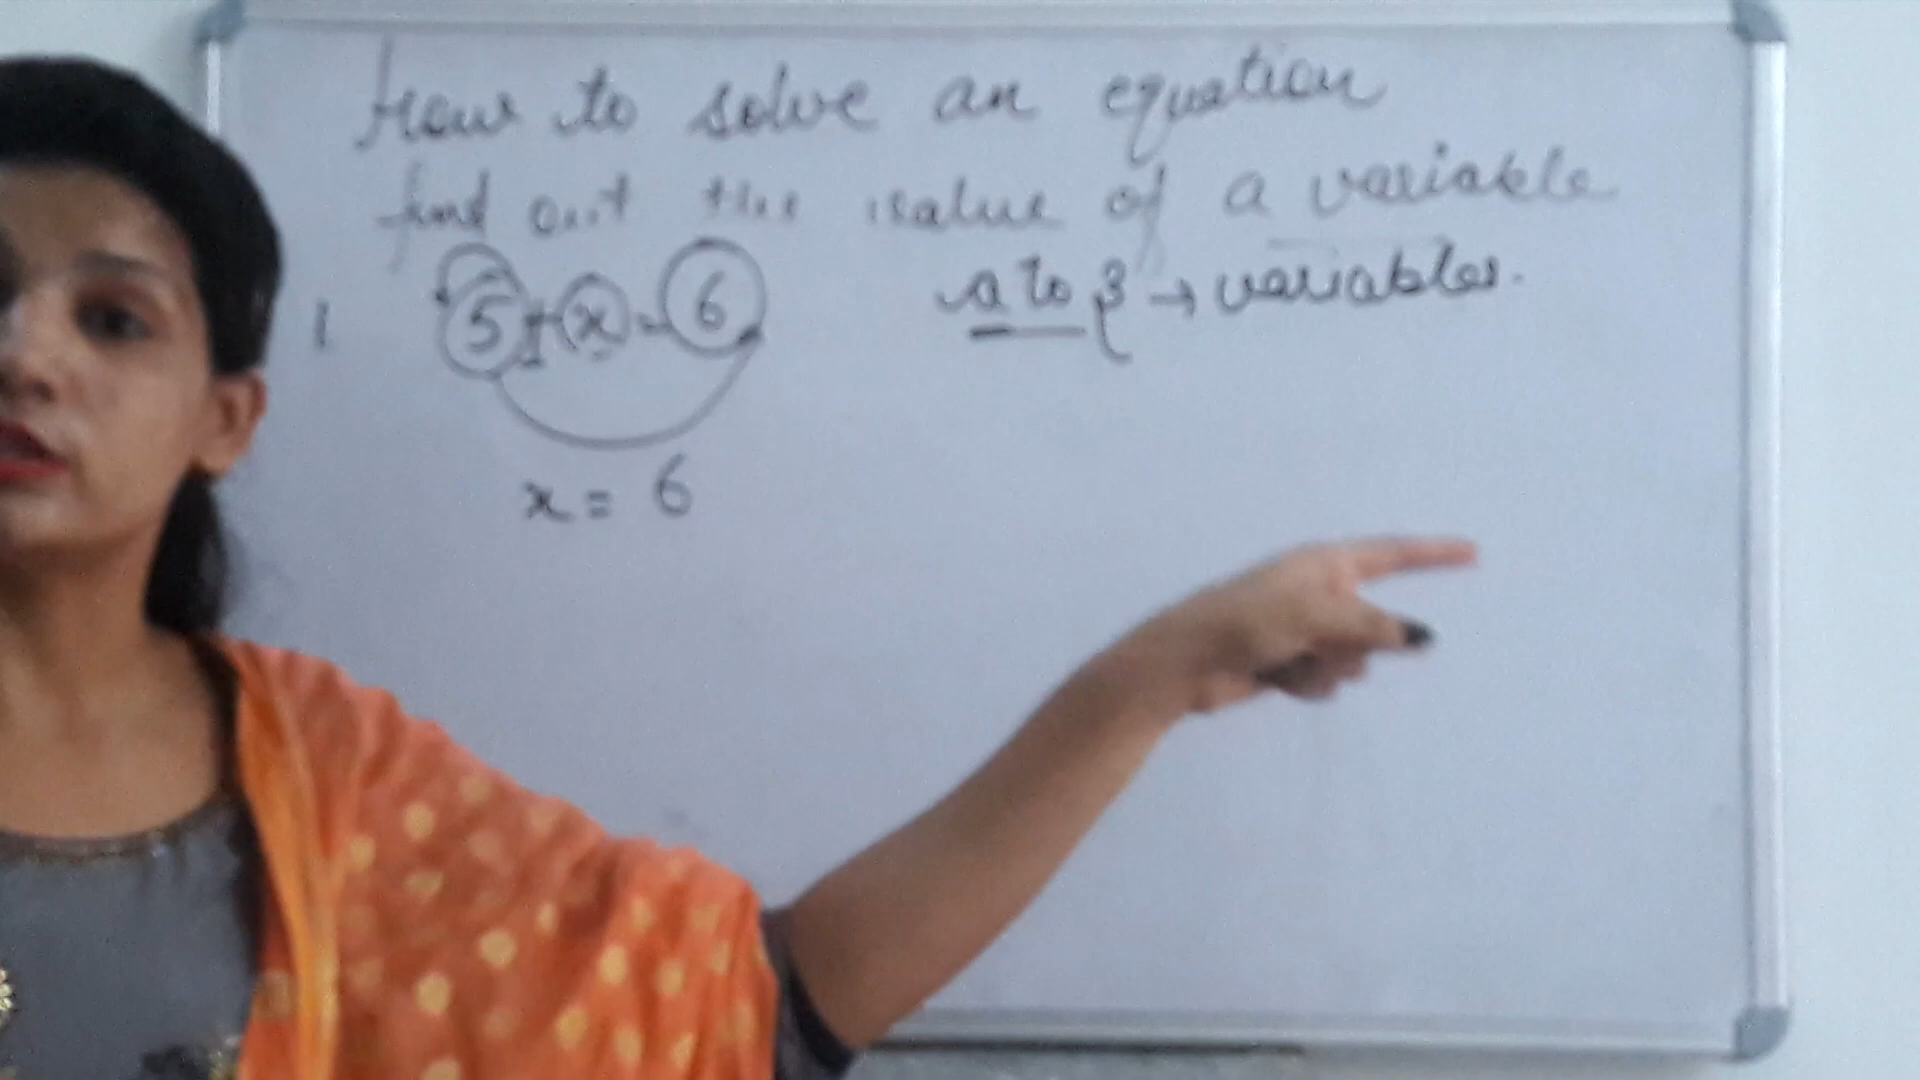 How to solve an equation
find out the value of a variable
1 5 + x = 6 a to z → variables.
x = 6